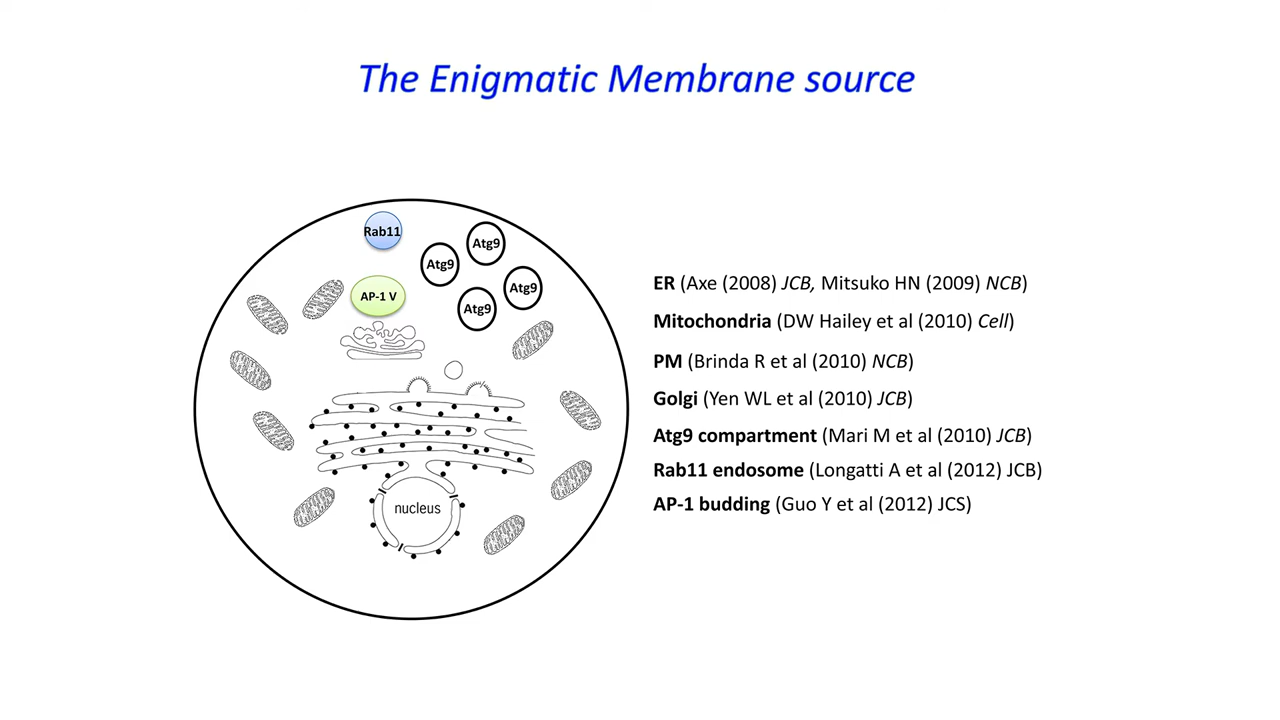 The Enigmatic Membrane source
Rab11
Atg9
Atg9
Atg9
AP-1 V
Atg9
nucleus
ER (Axe (2008) JCB, Mitsuko HN (2009) NCB)
Mitochondria (DW Hailey et al (2010) Cell)
PM (Brinda R et al (2010) NCB)
Golgi (Yen WL et al (2010) JCB)
Atg9 compartment (Mari M et al (2010) JCB)
Rab11 endosome (Longatti A et al (2012) JCB)
AP-1 budding (Guo Y et al (2012) JCS)